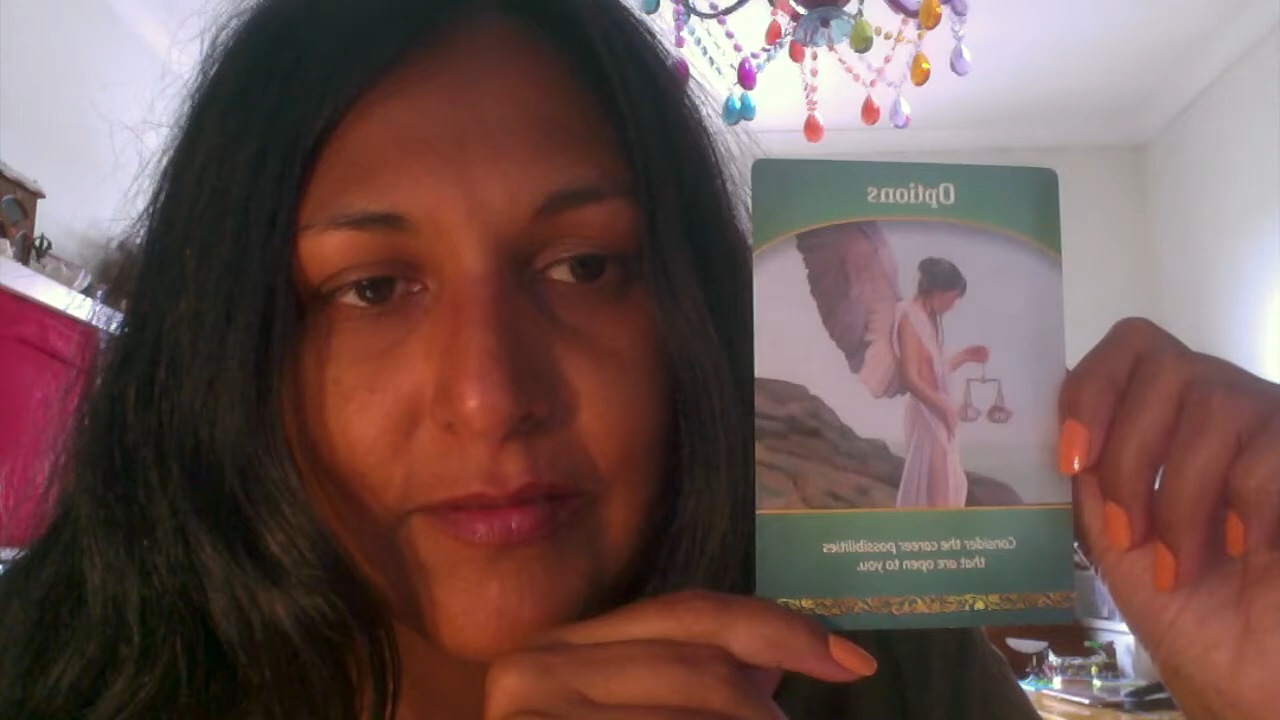 Options
Consider the career possibilities
that are open to you.